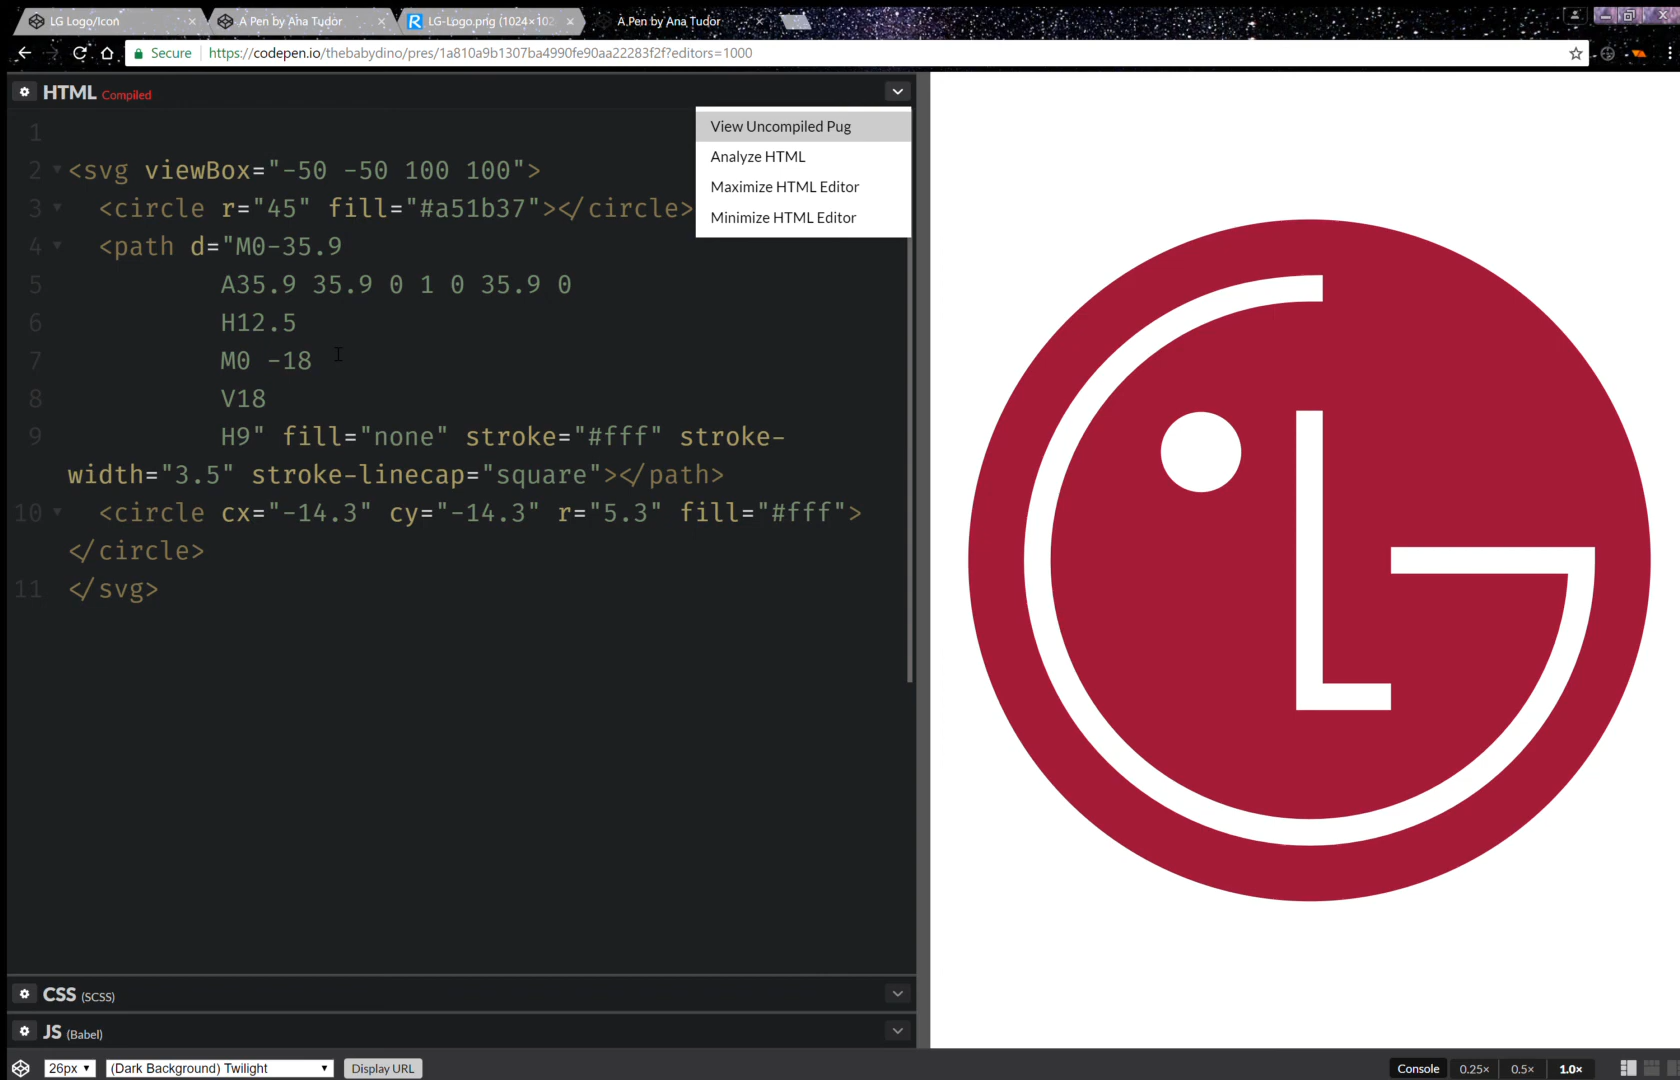 LG Logo/Icon
A Pen by Ana Tudor
LG-Logo.png (1024×102
A Pen by Ana Tudor
Secure
https://codepen.io/thebabydino/pres/1a810a9b1307ba4990fe90aa22283f2f?editors=1000
HTML Compiled
View Uncompiled Pug
Analyze HTML
Maximize HTML Editor
Minimize HTML Editor
1
2 <svg viewBox="-50 -50 100 100">
3 <circle r="45" fill="#a51b37"></circle>
4 <path d="M0-35.9
5 A35.9 35.9 0 1 0 35.9 0
6 H12.5
7 M0 -18
8 V18
9 H9" fill="none" stroke="#fff" stroke-
width="3.5" stroke-linecap="square"></path>
10 <circle cx="-14.3" cy="-14.3" r="5.3" fill="#fff">
</circle>
11 </svg>
CSS (SCSS)
JS (Babel)
26px
(Dark Background) Twilight
Display URL
Console
0.25×
0.5×
1.0×